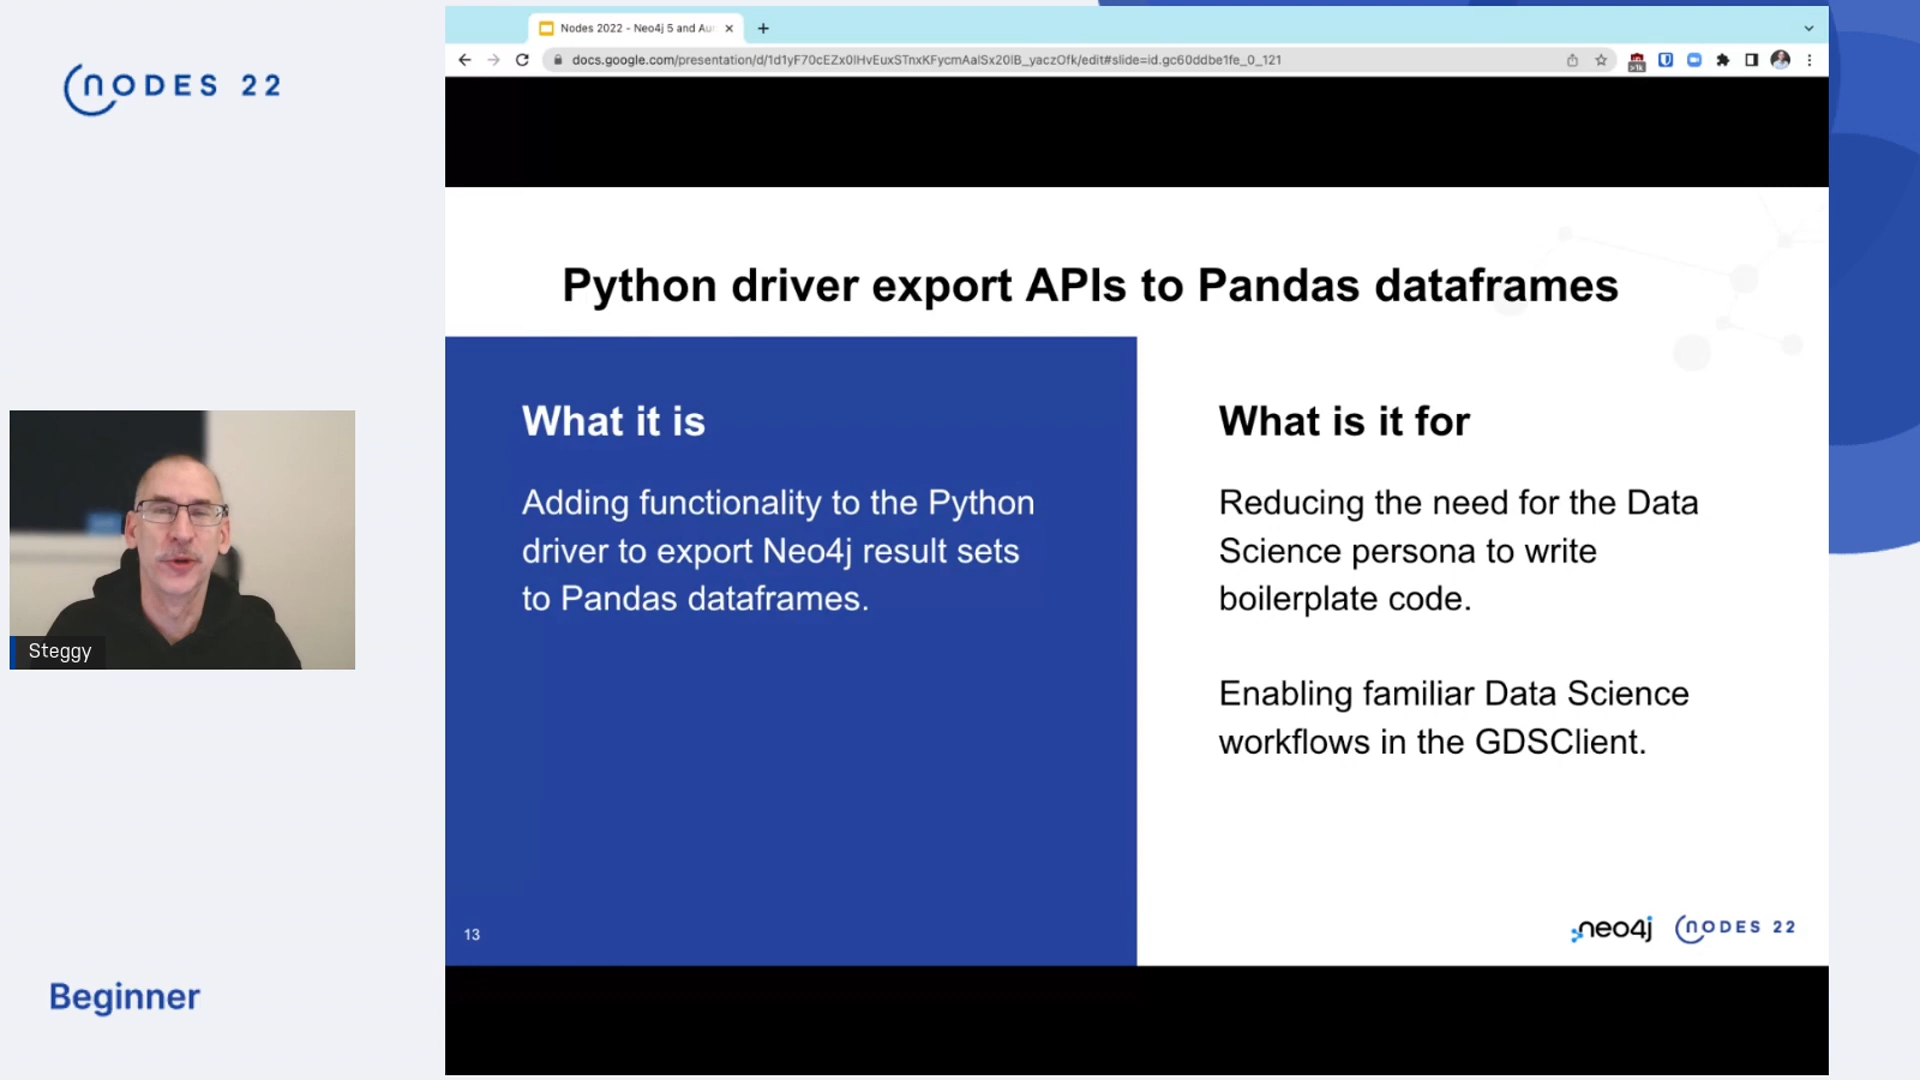 NODES 22
Nodes 2022 - Neo4j 5 and Au
docs.google.com/presentation/d/1d1yF70cEZx0IHvEuxSTnxKFycmAalSx20lB_yaczOfk/edit#slide=id.gc60ddbe1fe_0_121
Python driver export APIs to Pandas dataframes
What it is
Adding functionality to the Python
driver to export Neo4j result sets
to Pandas dataframes.
What is it for
Reducing the need for the Data
Science persona to write
boilerplate code.
Enabling familiar Data Science
workflows in the GDSClient.
Steggy
13
neo4j
NODES 22
Beginner